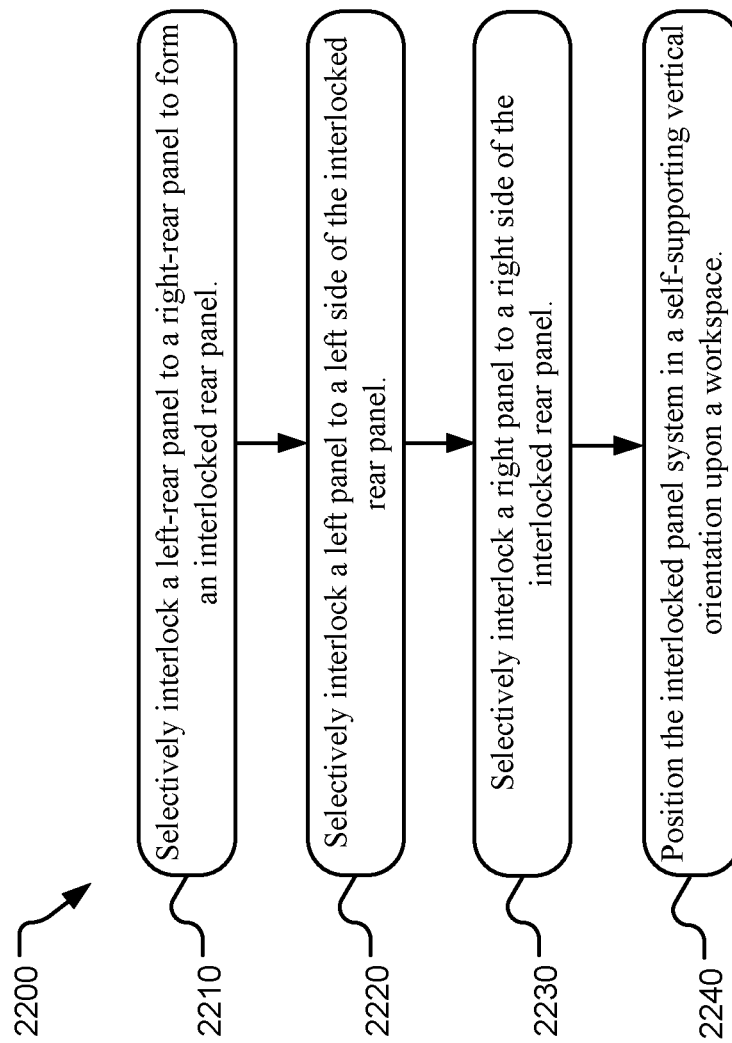 2200
2210
Selectively interlock a left-rear panel to a right-rear panel to form
an interlocked rear panel.
2220
Selectively interlock a left panel to a left side of the interlocked
rear panel.
2230
Selectively interlock a right panel to a right side of the
interlocked rear panel.
2240
Position the interlocked panel system in a self-supporting vertical
orientation upon a workspace.